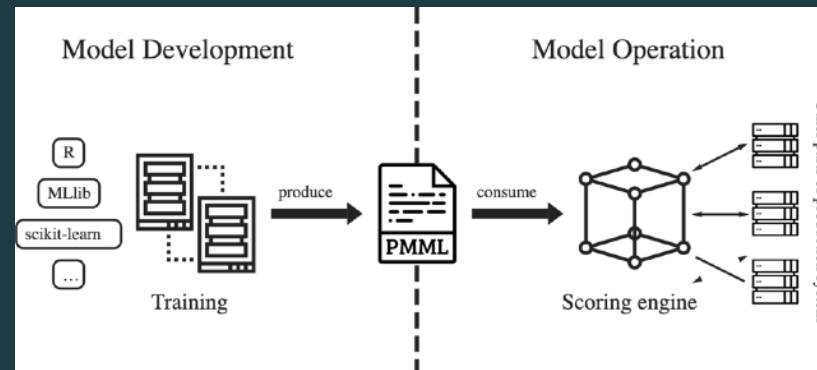 Model Development
Model Operation
R
MLlib
scikit-learn
...
Training
produce
PMML
consume
Scoring engine